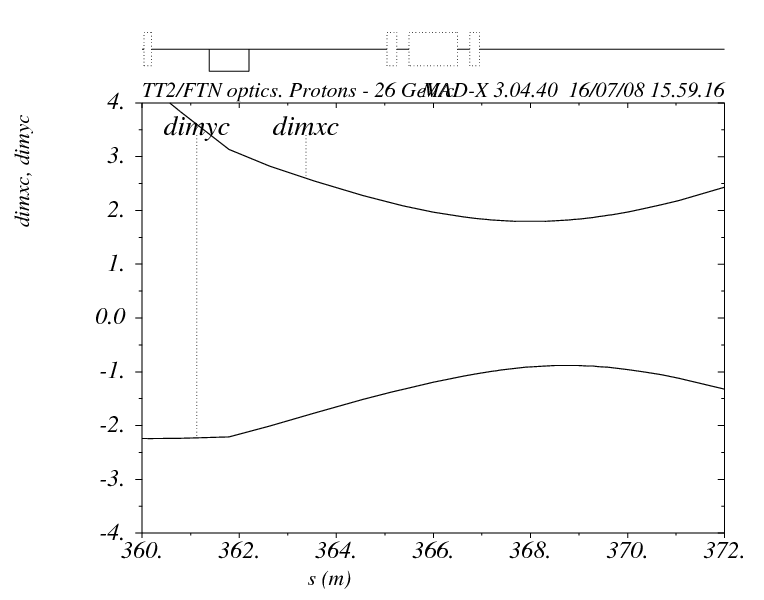 TT2/FTN optics. Protons - 26 GeV/c MAD-X 3.04.40 16/07/08 15.59.16
dimxc, dimyc
4.
3.
2.
1.
0.0
-1.
-2.
-3.
-4.
dimyc dimxc
360. 362. 364. 366. 368. 370. 372.
s (m)